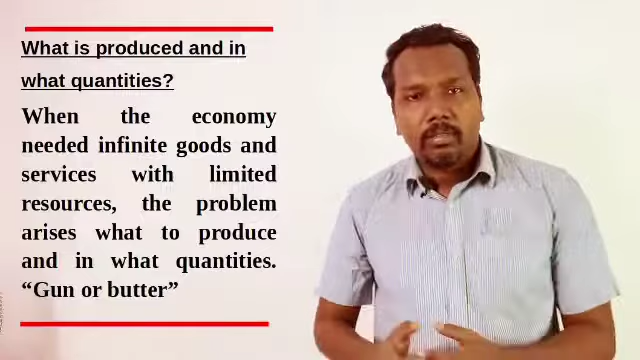 What is produced and in
what quantities?
When the economy
needed infinite goods and
services with limited
resources, the problem
arises what to produce
and in what quantities.
“Gun or butter”